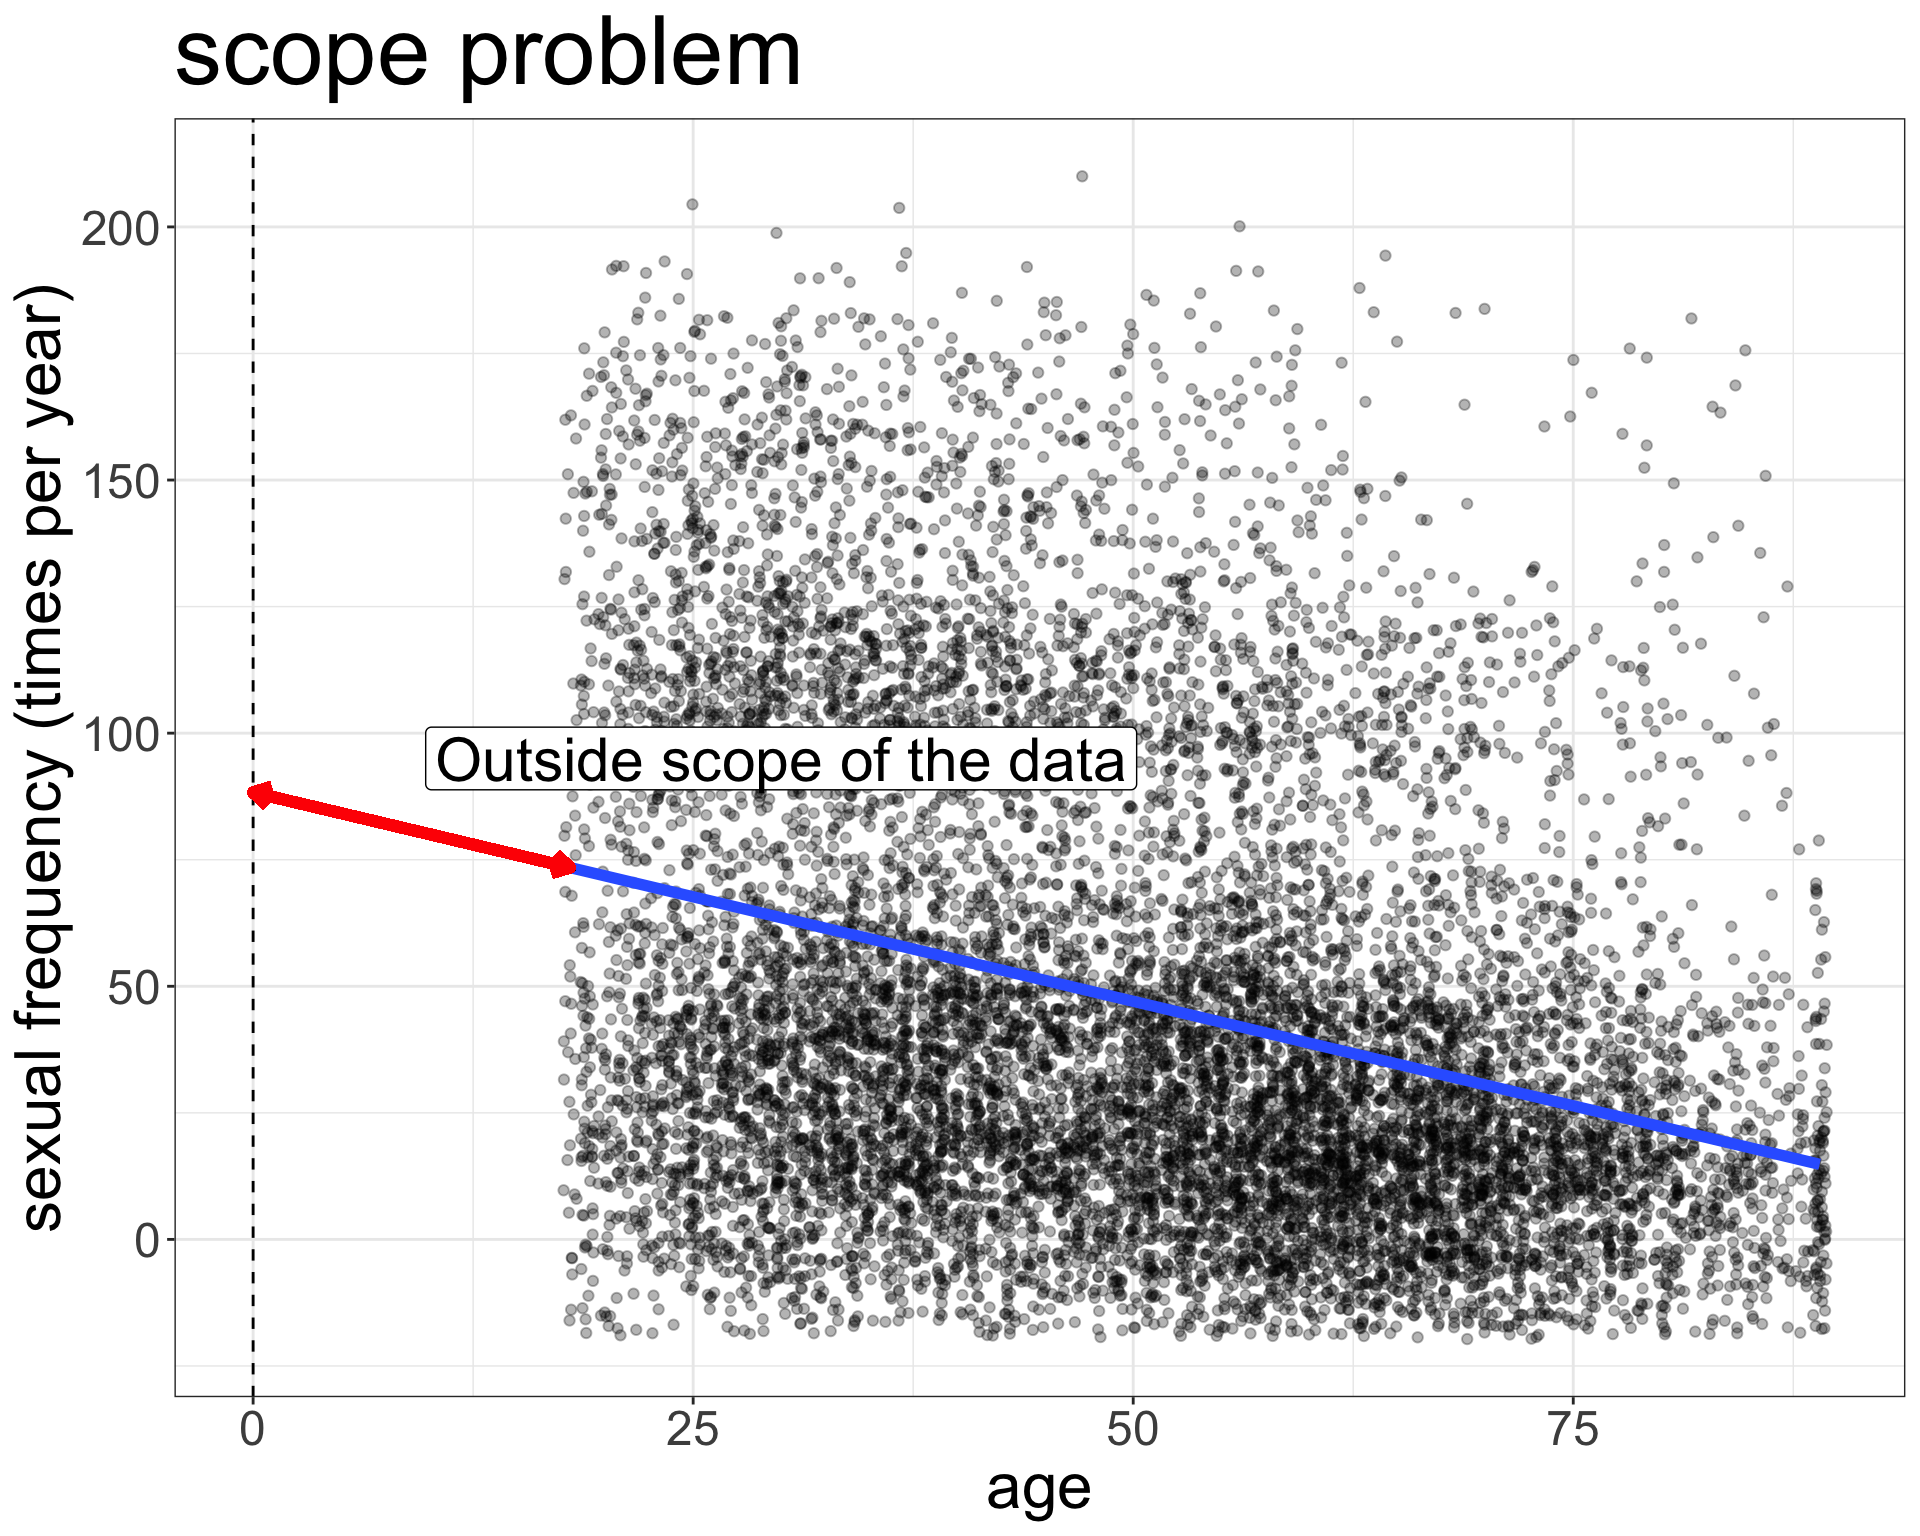 scope problem
sexual frequency (times per year)
200
150
100
50
0
Outside scope of the data
0
25
50
75
age